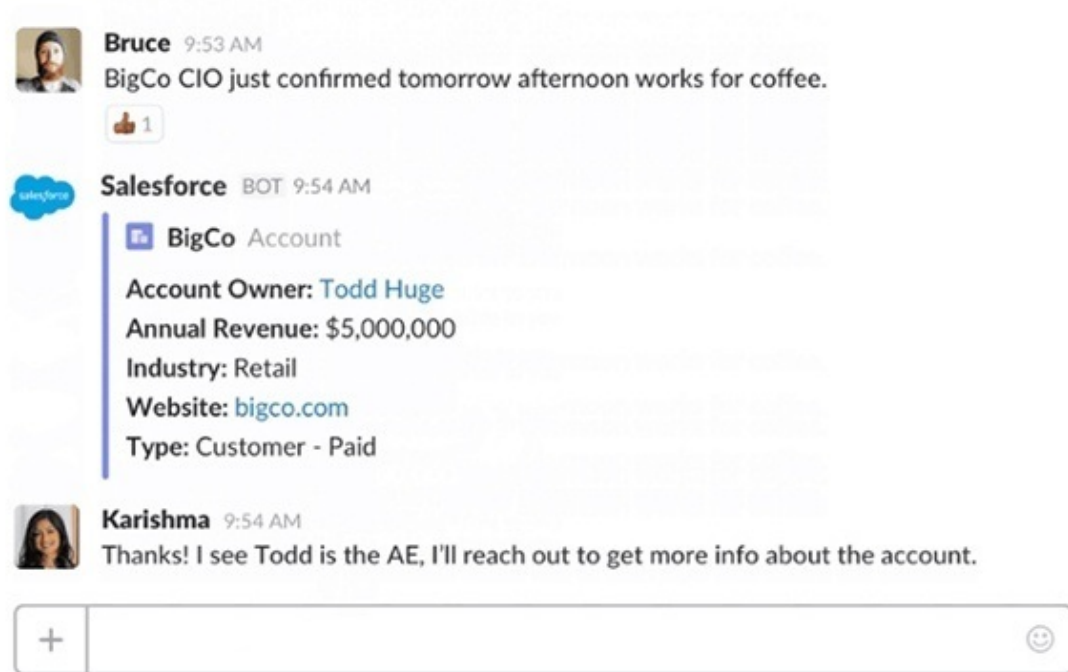 Bruce 9:53 AM
BigCo CIO just confirmed tomorrow afternoon works for coffee.
👍🏾 1
salesforce
Salesforce BOT 9:54 AM
BigCo Account
Account Owner: Todd Huge
Annual Revenue: $5,000,000
Industry: Retail
Website: bigco.com
Type: Customer - Paid
Karishma 9:54 AM
Thanks! I see Todd is the AE, I'll reach out to get more info about the account.
+